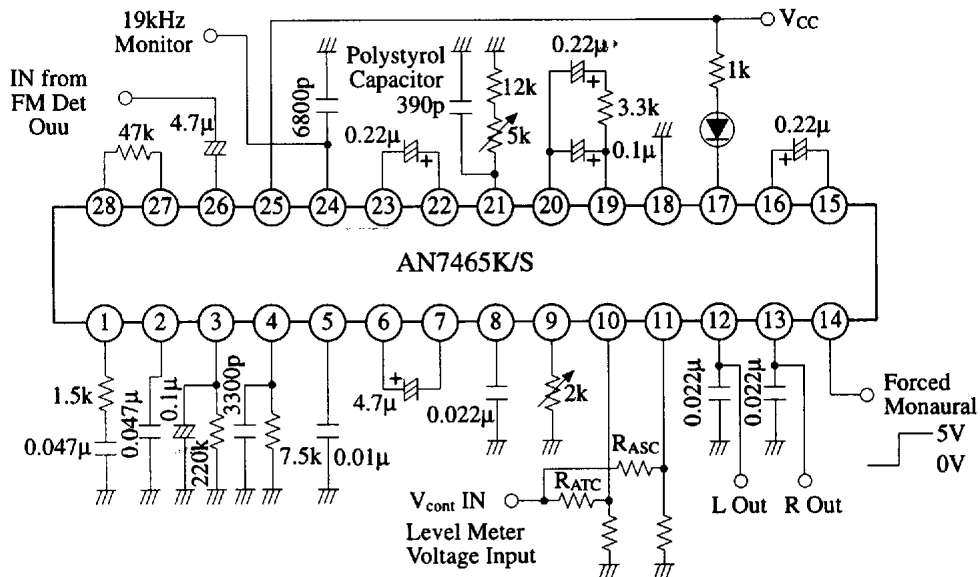 19kHz
Monitor
V_CC
IN from
FM Det
Ouu
4.7μ
47k
6800p
0.22μ
+
Polystyrol
Capacitor
390p
12k
5k
0.22μ
+
3.3k
0.1μ
+
1k
0.22μ
+
28 27 26 25 24 23 22 21 20 19 18 17 16 15
AN7465K/S
1 2 3 4 5 6 7 8 9 10 11 12 13 14
1.5k
0.047μ
0.047μ
0.1μ
220k
3300p
7.5k
0.01μ
+
4.7μ
0.022μ
2k
0.022μ
0.022μ
Forced
Monaural
5V
0V
R_ASC
R_ATC
V_cont IN
Level Meter
Voltage Input
L Out
R Out